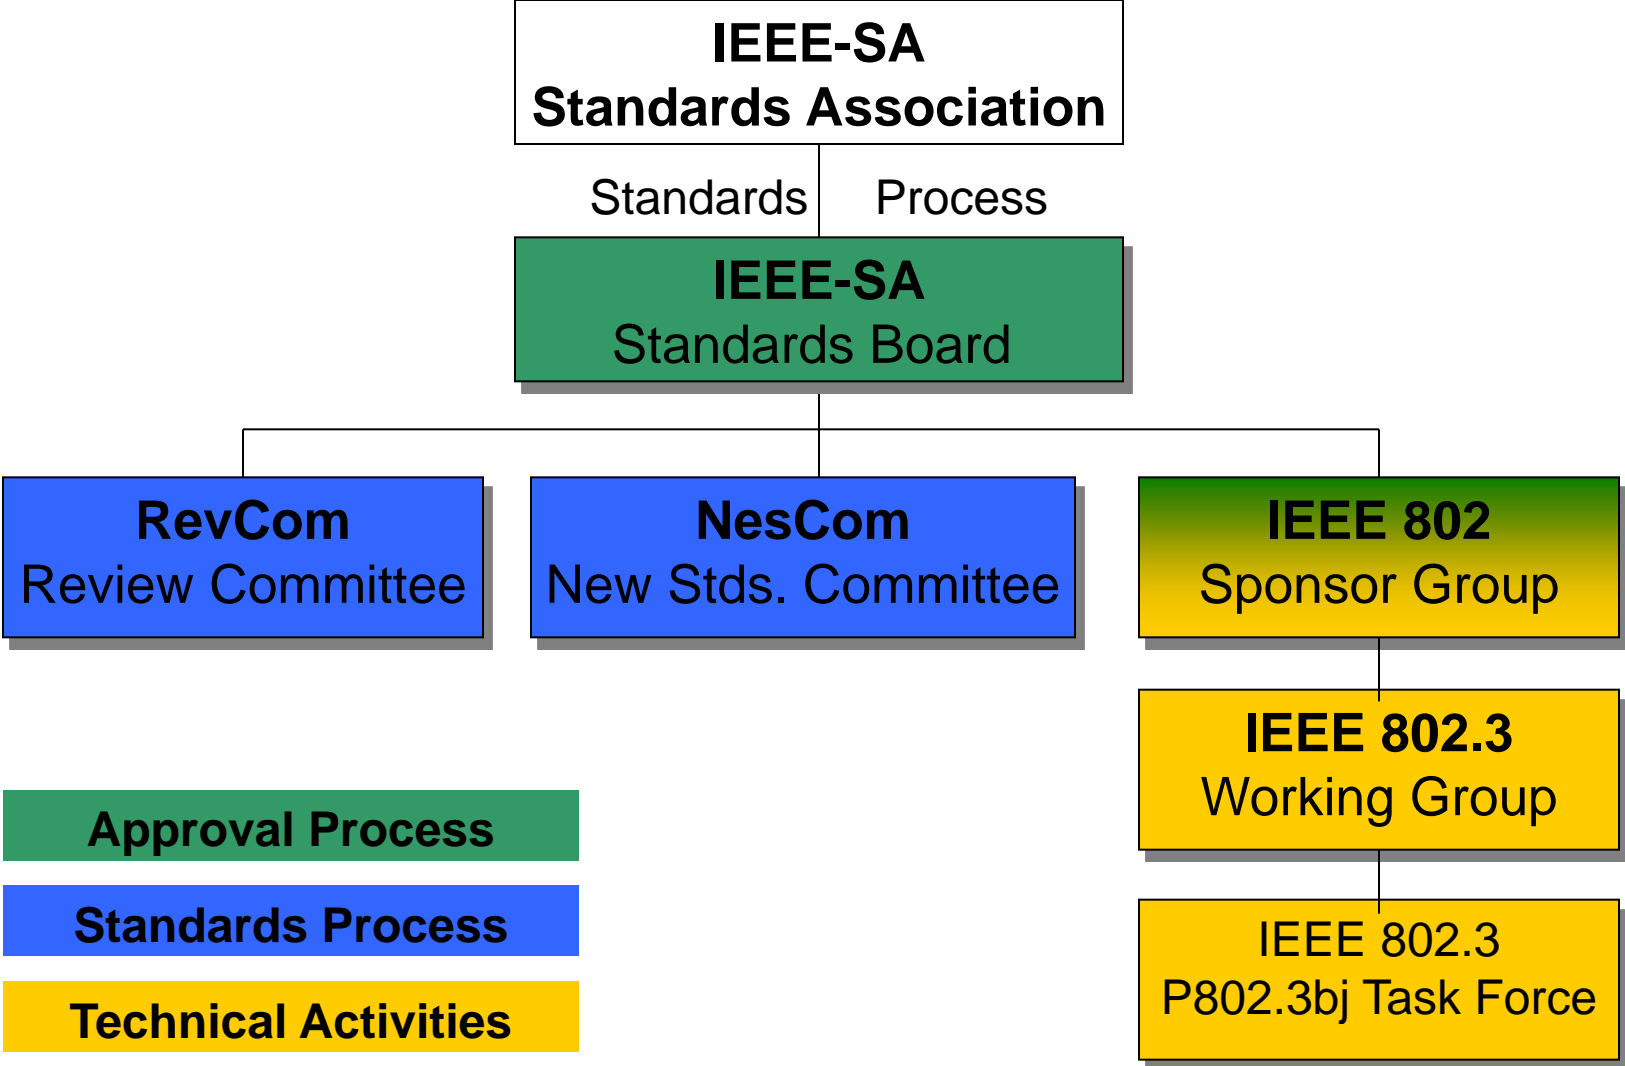 IEEE-SA
Standards Association
Standards Process
IEEE-SA
Standards Board
RevCom
Review Committee
NesCom
New Stds. Committee
IEEE 802
Sponsor Group
IEEE 802.3
Working Group
IEEE 802.3
P802.3bj Task Force
Approval Process
Standards Process
Technical Activities